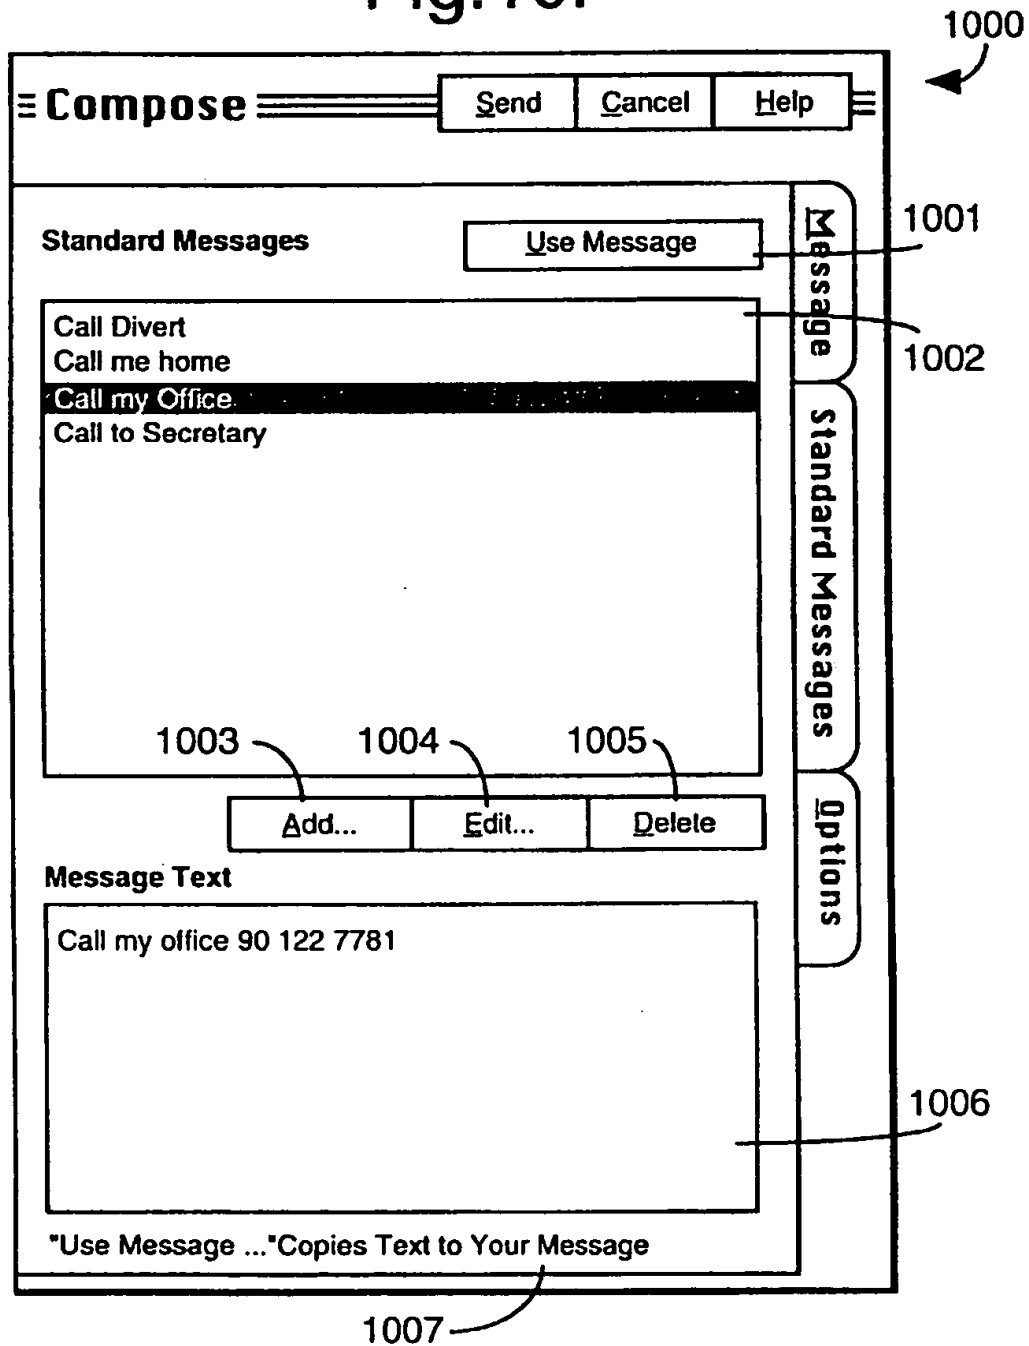 Fig. 10.
1000
Compose
Send Cancel Help
Standard Messages
Use Message
1001
Message
Call Divert
Call me home
Call my Office
Call to Secretary
1002
Standard Messages
1003 1004 1005
Add... Edit... Delete
Options
Message Text
Call my office 90 122 7781
1006
"Use Message ..."Copies Text to Your Message
1007